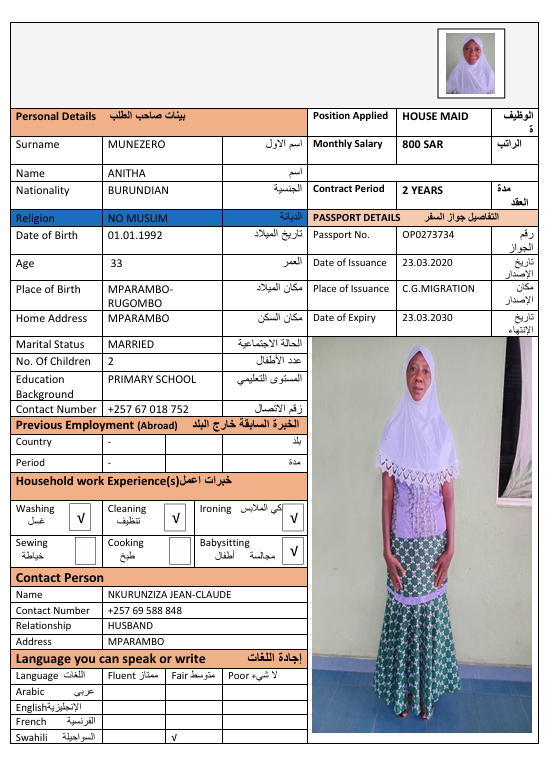 Personal Details بينات صاحب الطلب
Position Applied HOUSE MAID الوظيفة
Surname MUNEZERO اسم الاول
Monthly Salary 800 SAR الراتب
Name ANITHA اسم
Nationality BURUNDIAN الجنسية
Contract Period 2 YEARS مدة العقد
Religion NO MUSLIM الديانة
PASSPORT DETAILS التفاصيل جواز السفر
Date of Birth 01.01.1992 تاريخ الميلاد
Passport No. OP0273734 رقم الجواز
Age 33 العمر
Date of Issuance 23.03.2020 تاريخ الإصدار
Place of Birth MPARAMBO-RUGOMBO مكان الميلاد
Place of Issuance C.G.MIGRATION مكان الإصدار
Home Address MPARAMBO مكان السكن
Date of Expiry 23.03.2030 تاريخ الإنتهاء
Marital Status MARRIED الحالة الاجتماعية
No. Of Children 2 عدد الأطفال
Education Background PRIMARY SCHOOL المستوى التعليمي
Contact Number +257 67 018 752 زقم الاتصال
Previous Employment (Abroad) الخبرة السابقة خارج البلد
Country - بلد
Period - مدة
Household work Experience(s) خبرات اعمل
Washing غسل √
Cleaning تنظيف √
Ironing كي الملابس √
Sewing خياطة
Cooking طبخ
Babysitting مجالسة أطفال √
Contact Person
Name NKURUNZIZA JEAN-CLAUDE
Contact Number +257 69 588 848
Relationship HUSBAND
Address MPARAMBO
Language you can speak or write إجادة اللغات
Language اللغات Fluent ممتاز Fair متوسط Poor لا شيء
Arabic عربى
English الإنجليزية
French الفرنسية
Swahili السواحيلة √